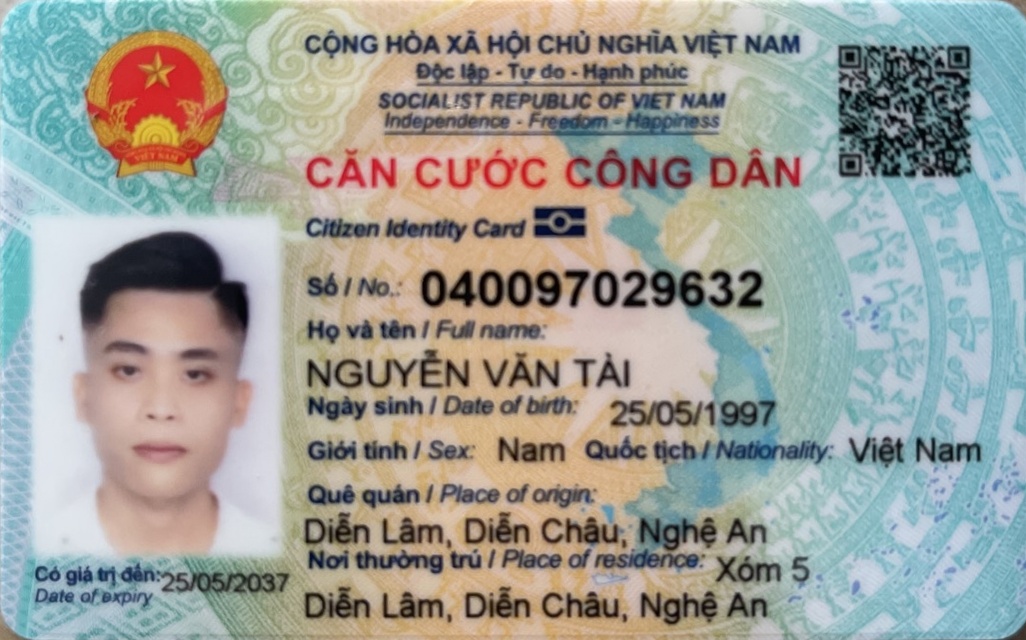 CỘNG HÒA XÃ HỘI CHỦ NGHĨA VIỆT NAM
Độc lập - Tự do - Hạnh phúc
SOCIALIST REPUBLIC OF VIET NAM
Independence - Freedom - Happiness
VIỆT NAM
CĂN CƯỚC CÔNG DÂN
Citizen Identity Card
Số / No.: 040097029632
Họ và tên / Full name:
NGUYỄN VĂN TÀI
Ngày sinh / Date of birth: 25/05/1997
Giới tính / Sex: Nam Quốc tịch / Nationality: Việt Nam
Quê quán / Place of origin:
Diễn Lâm, Diễn Châu, Nghệ An
Nơi thường trú / Place of residence: Xóm 5
Diễn Lâm, Diễn Châu, Nghệ An
Có giá trị đến: 25/05/2037
Date of expiry